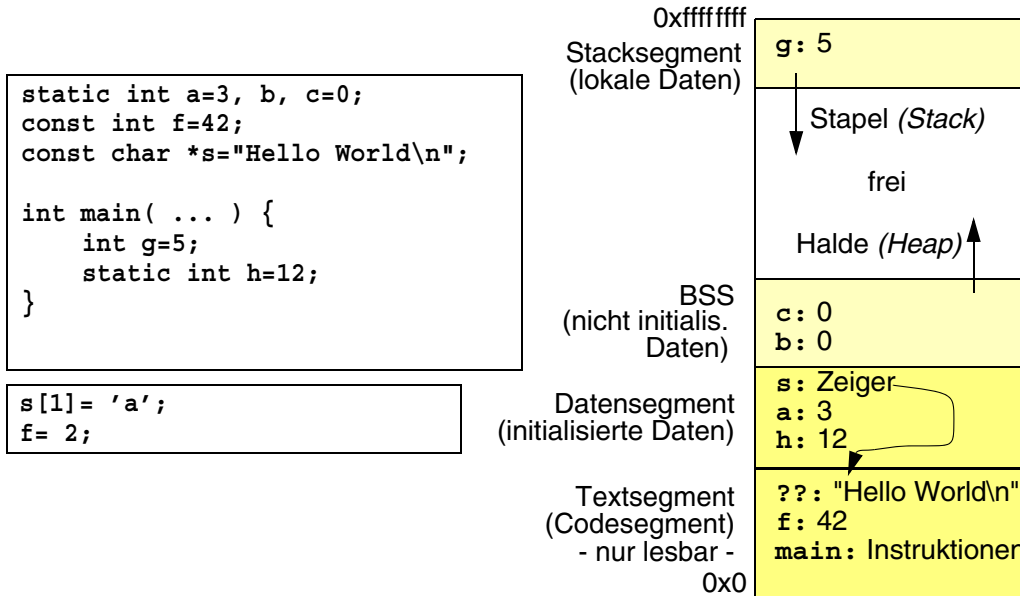 static int a=3, b, c=0;
const int f=42;
const char *s="Hello World\n";
int main( ... ) {
int g=5;
static int h=12;
}
s[1]= ’a’;
f= 2;
0xffffffff
Stacksegment
(lokale Daten)
g: 5
Stapel (Stack)
frei
Halde (Heap)
BSS
(nicht initialis.
Daten)
c: 0
b: 0
Datensegment
(initialisierte Daten)
s: Zeiger
a: 3
h: 12
Textsegment
(Codesegment)
- nur lesbar -
0x0
??: "Hello World\n"
f: 42
main: Instruktionen